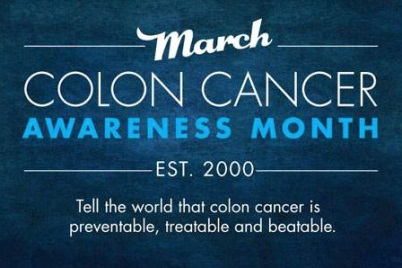 March
COLON CANCER
AWARENESS MONTH
EST. 2000
Tell the world that colon cancer is
preventable, treatable and beatable.